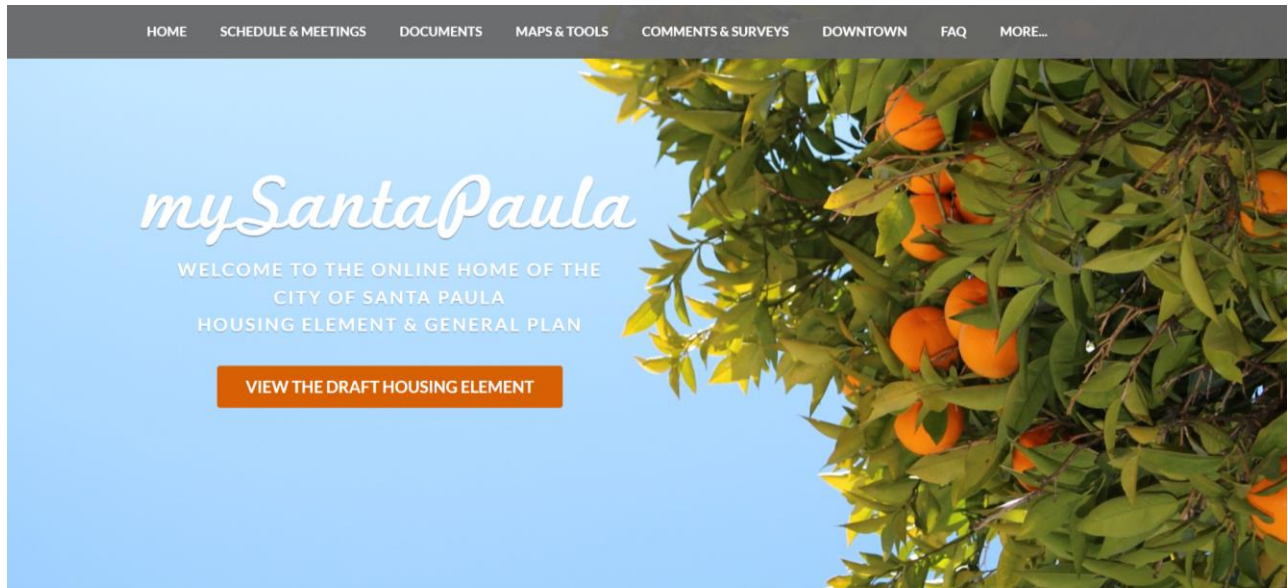 HOME SCHEDULE & MEETINGS DOCUMENTS MAPS & TOOLS COMMENTS & SURVEYS DOWNTOWN FAQ MORE...
mySantaPaula
WELCOME TO THE ONLINE HOME OF THE
CITY OF SANTA PAULA
HOUSING ELEMENT & GENERAL PLAN
VIEW THE DRAFT HOUSING ELEMENT